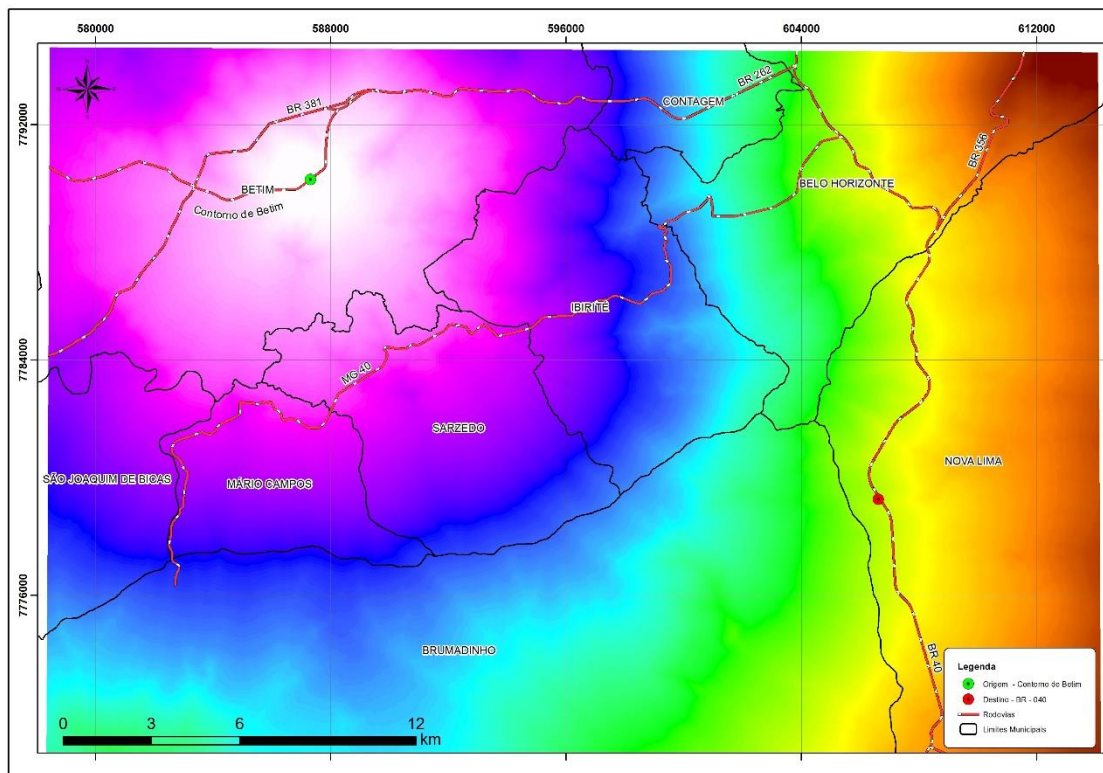 580000 588000 596000 604000 612000
BR 262
BR 381
CONTAGEM
7792000
BR 356
BETIM
BELO HORIZONTE
Contorno de Betim
IBIRITÉ
7784000
MG 40
SARZEDO
NOVA LIMA
SÃO JOAQUIM DE BICAS
MÁRIO CAMPOS
7776000
BRUMADINHO
BR 40
Legenda
Origem - Contorno de Betim
Destino - BR - 040
Rodovias
Limites Municipais
0 3 6 12
km